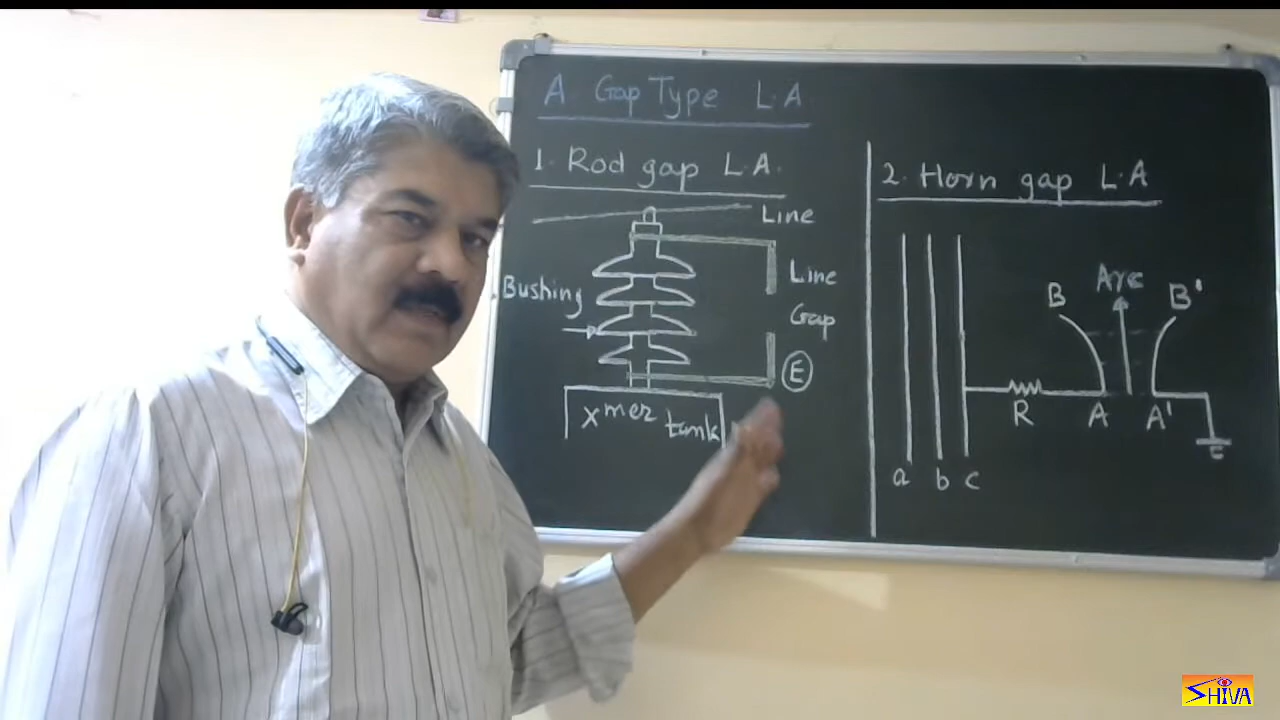 A Gap Type L.A
1. Rod gap L.A.
Line
Bushing
Line
Gap
E
Xmer tank
2. Horn gap L.A
B
Arc
B'
R
A
A'
E
a b c
SHIVA